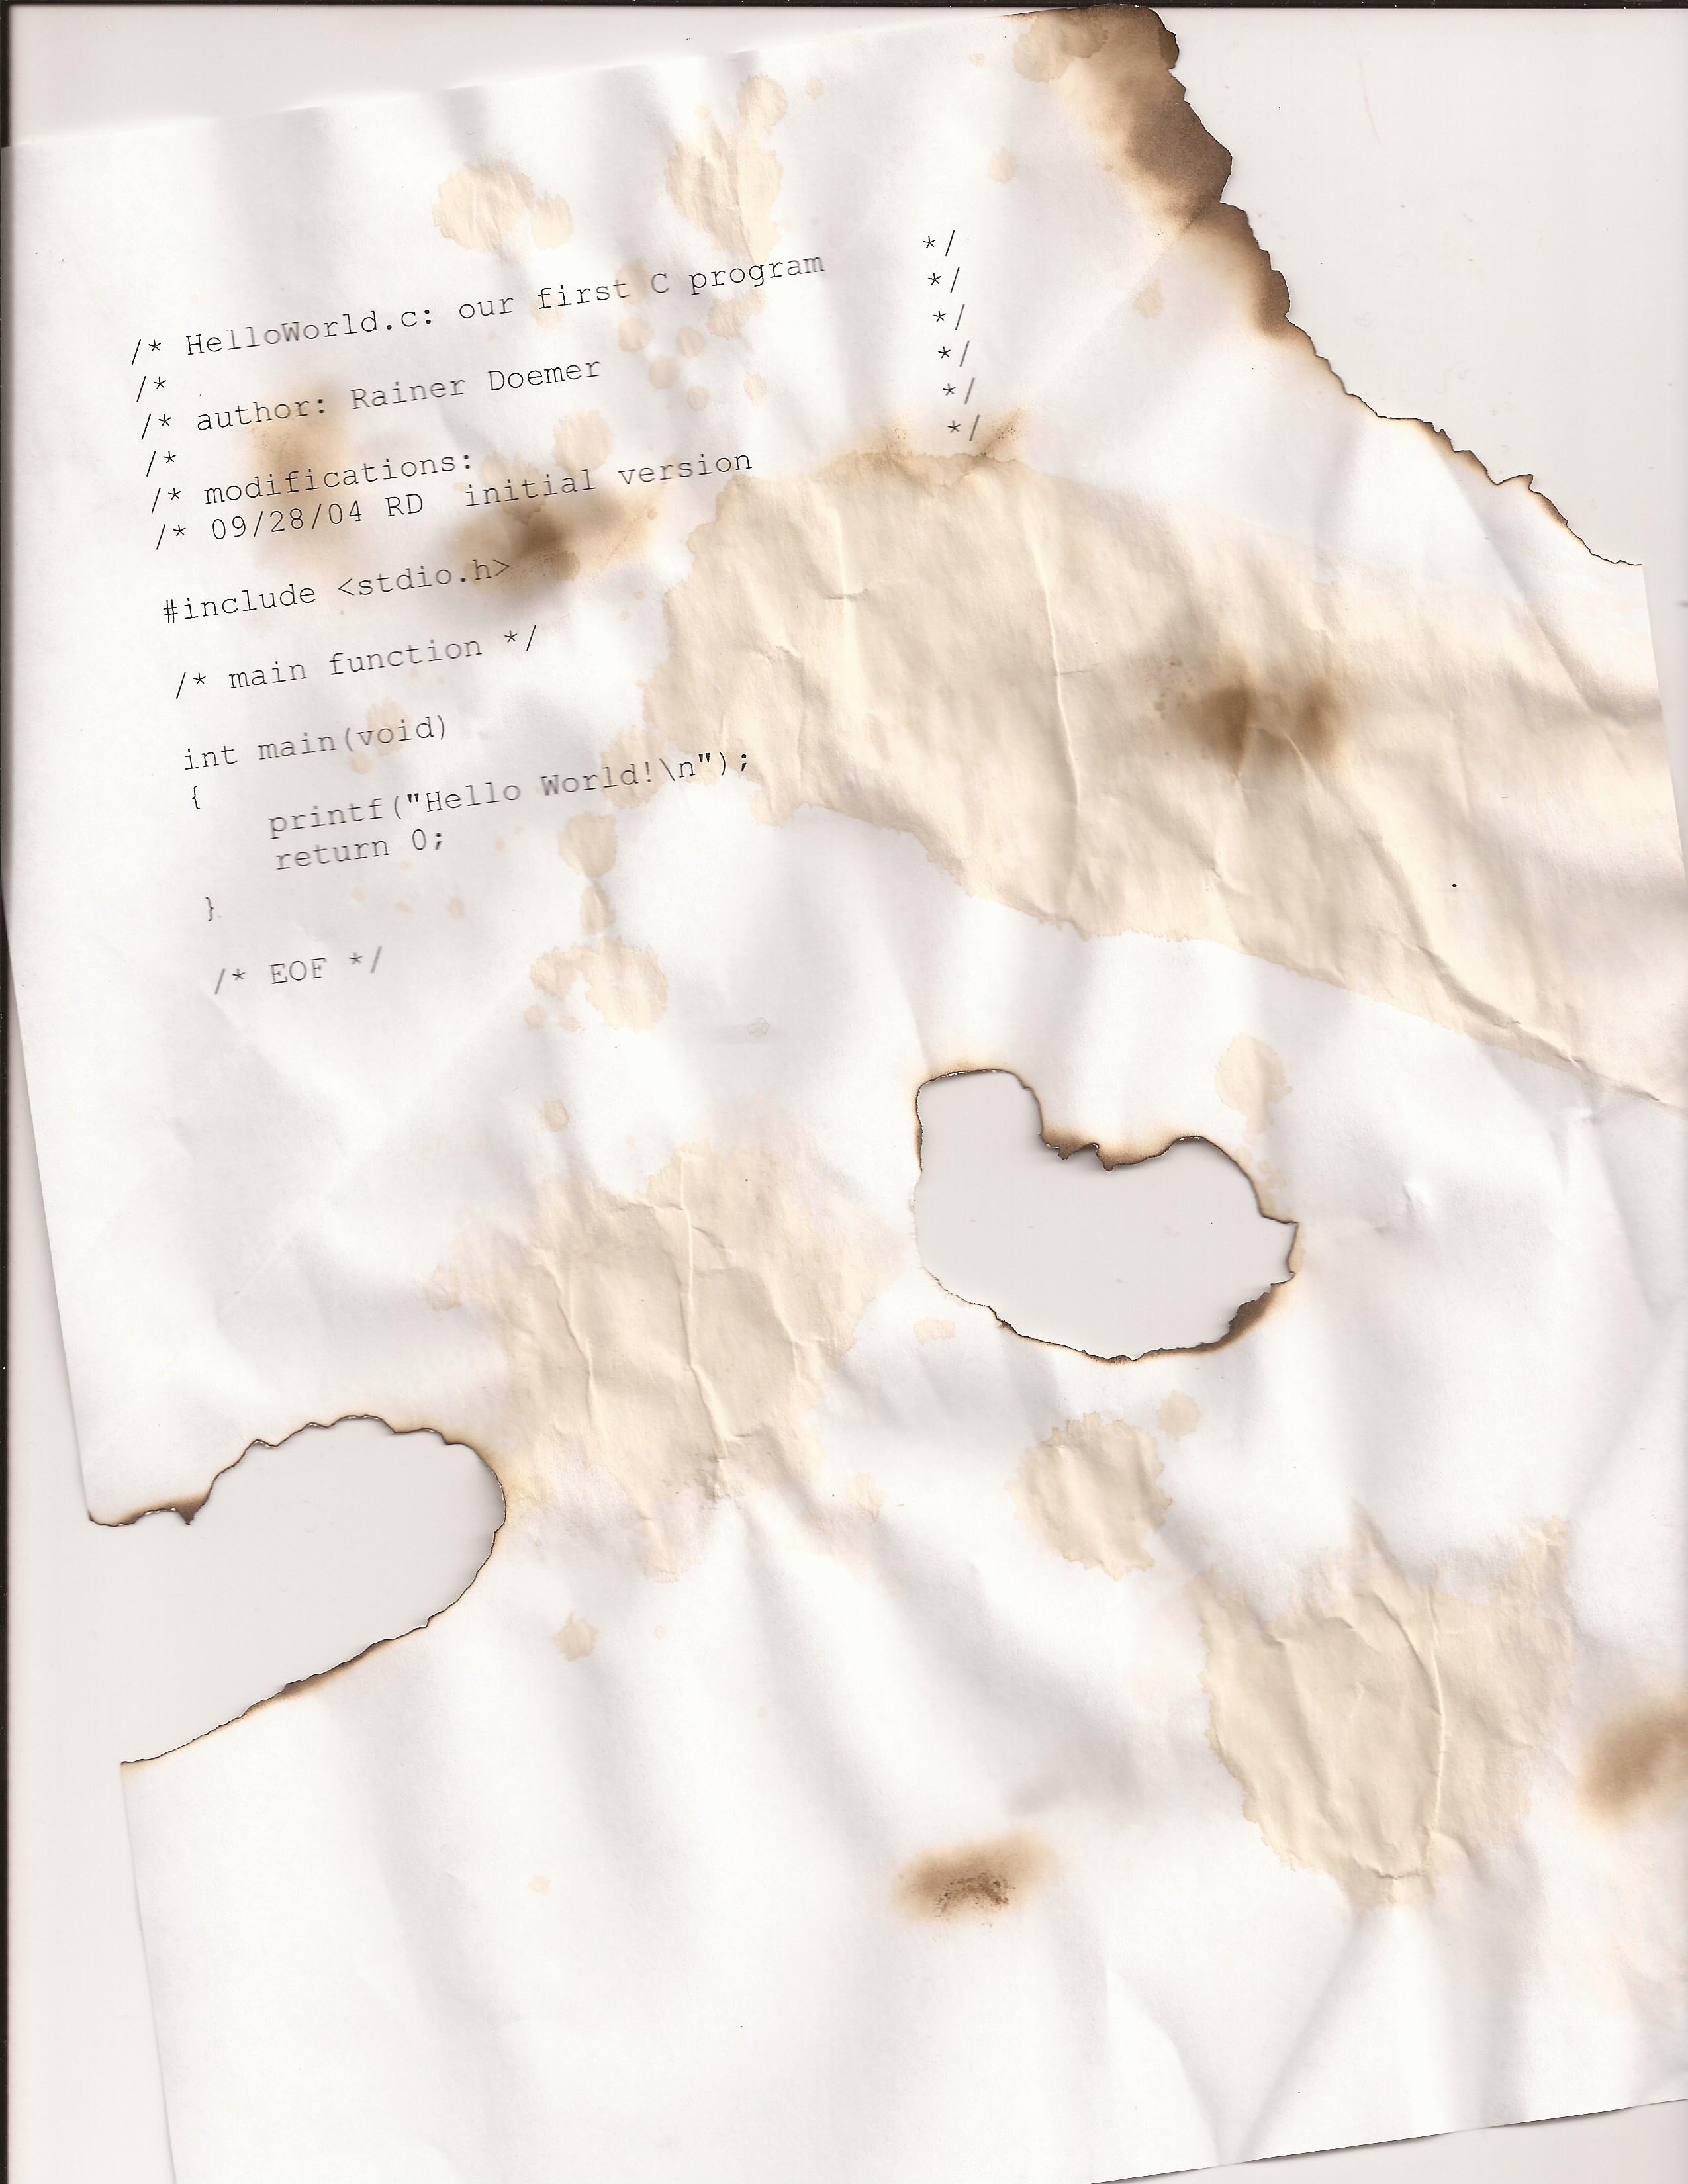 /* HelloWorld.c: our first C program */
/* */
/* author: Rainer Doemer */
/* */
/* modifications: */
/* 09/28/04 RD  initial version */
#include <stdio.h>
/* main function */
int main(void)
{
    printf("Hello World!\n");
    return 0;
}
/* EOF */